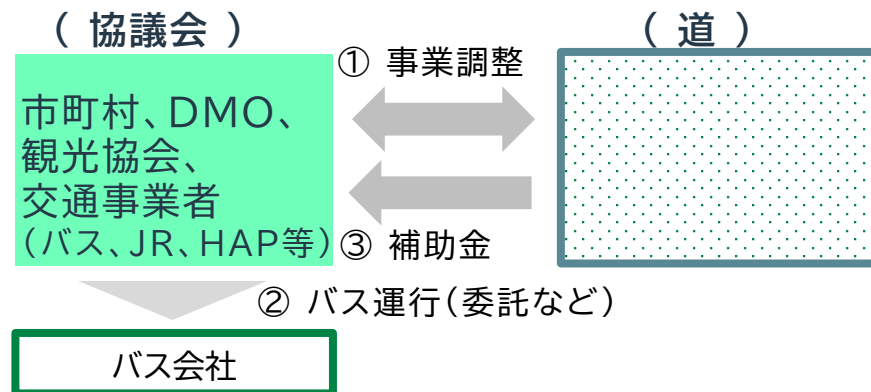 ( 協議会 )
( 道 )
① 事業調整
市町村、DMO、
観光協会、
交通事業者
(バス、JR、HAP等)
③ 補助金
② バス運行(委託など)
バス会社